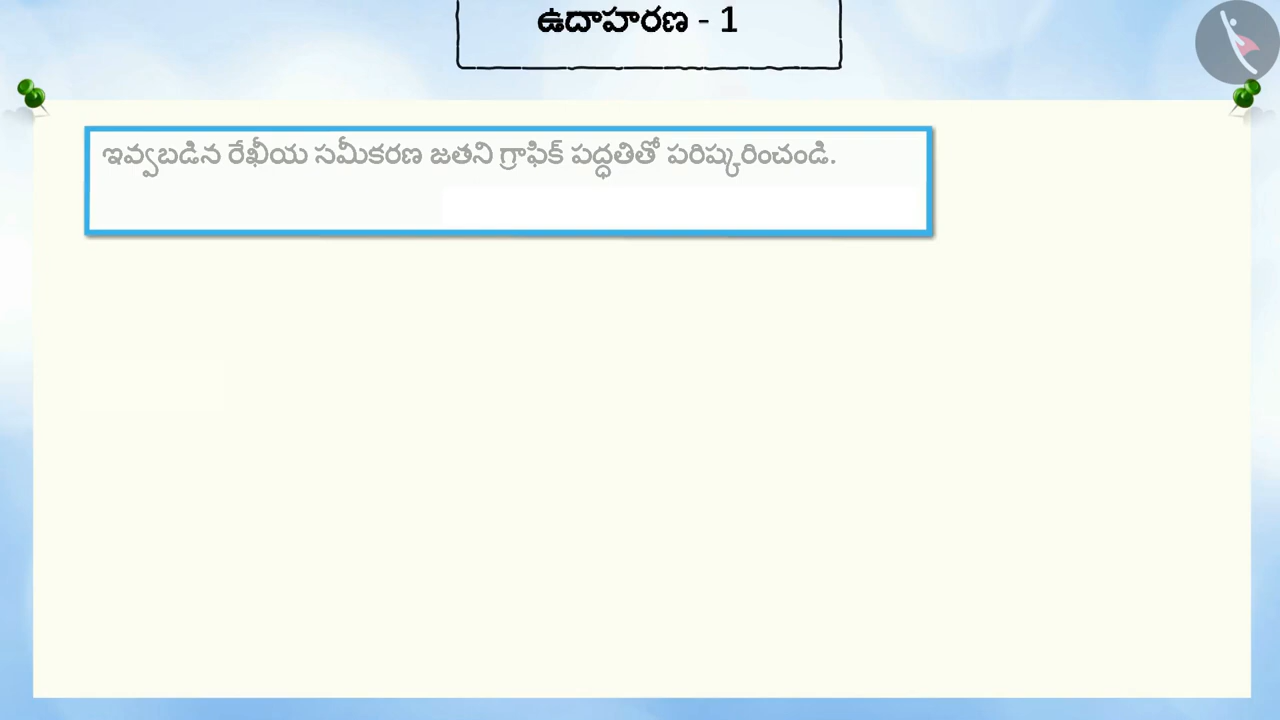 ఉదాహరణ - 1
ఇవ్వబడిన రేఖీయ సమీకరణ జతని గ్రాఫిక్ పద్ధతితో పరిష్కరించండి.